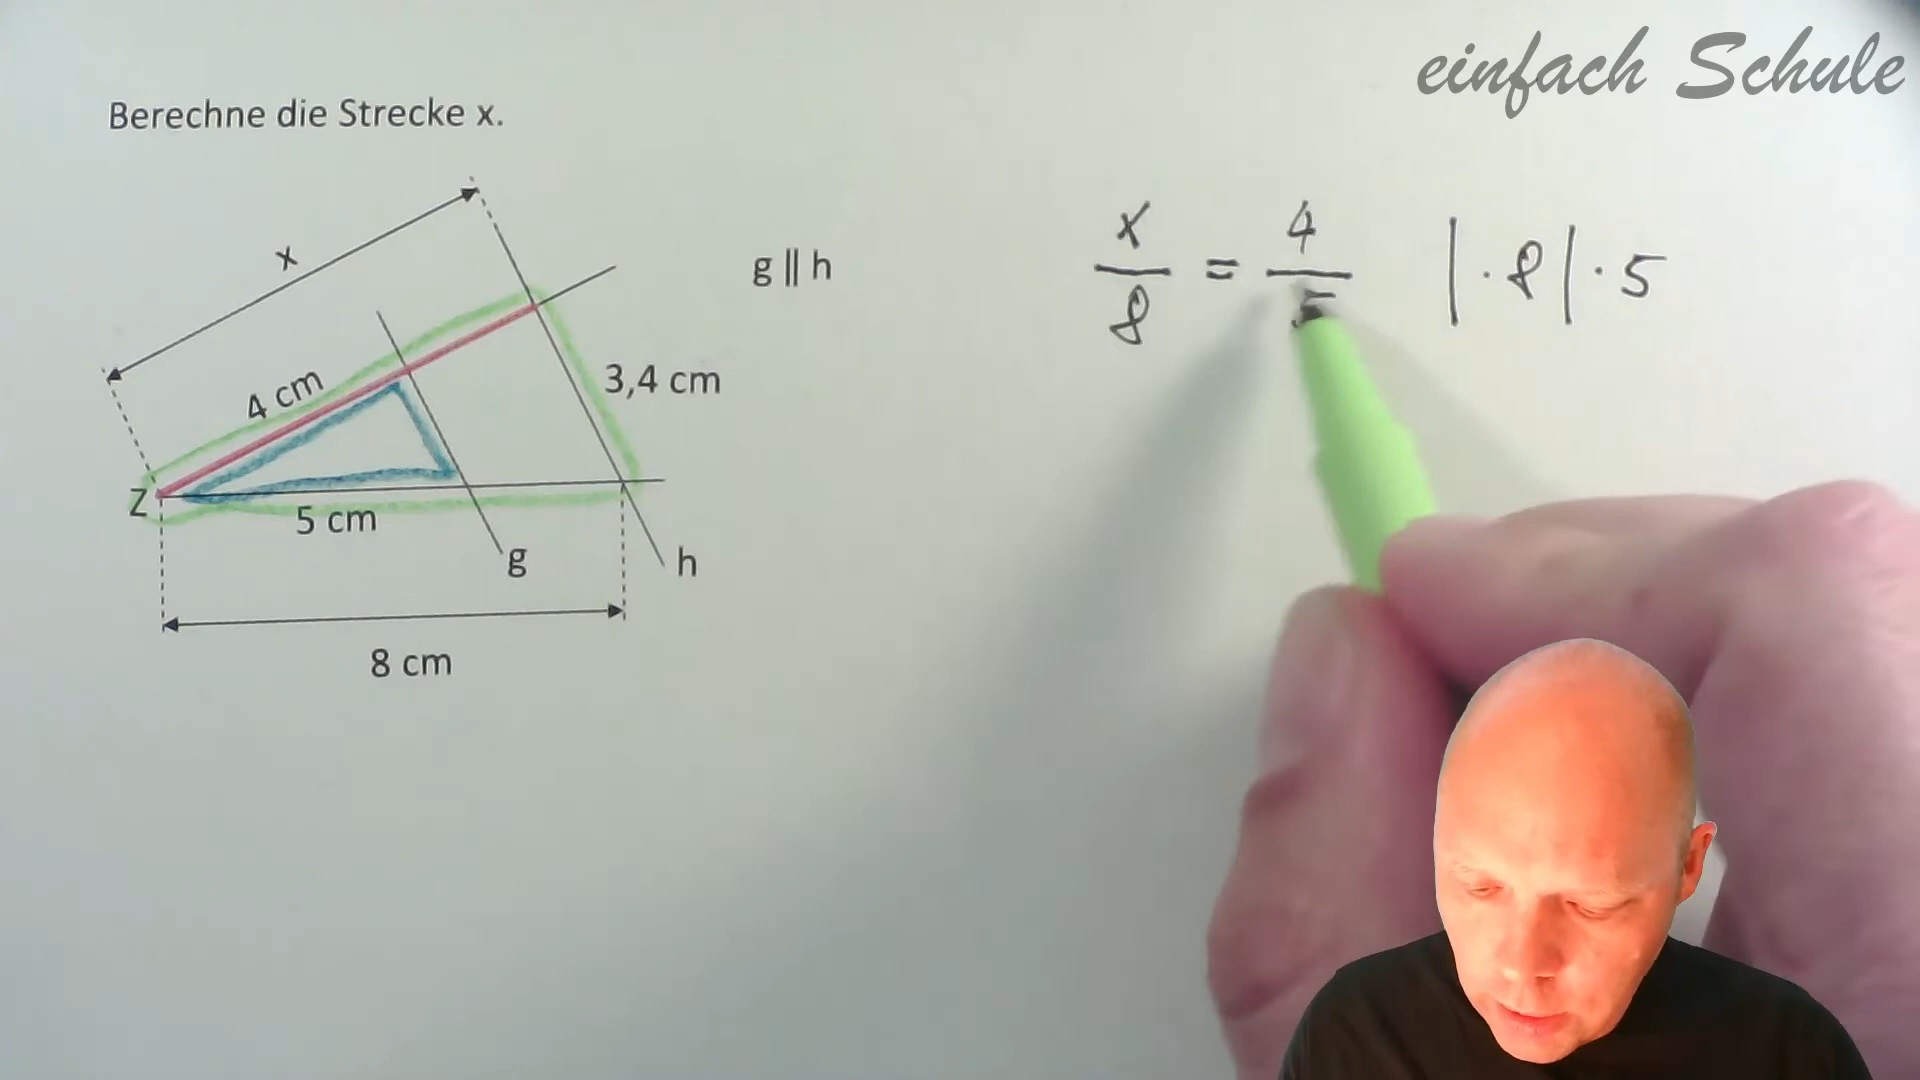 einfach Schule
Berechne die Strecke x.
x
g || h
4 cm
3,4 cm
Z
5 cm
g
h
8 cm
x/8 = 4/5 |·8|·5